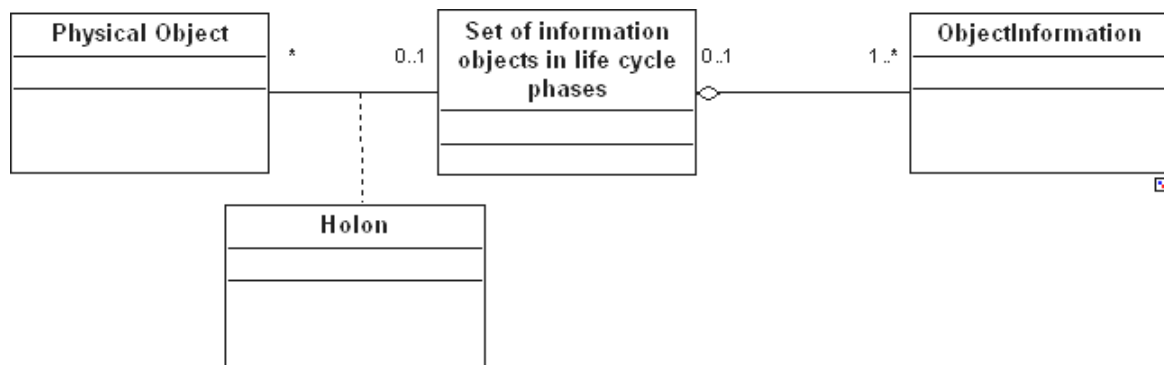 Physical Object
*
0..1
Set of information
objects in life cycle
phases
0..1
1..*
ObjectInformation
Holon